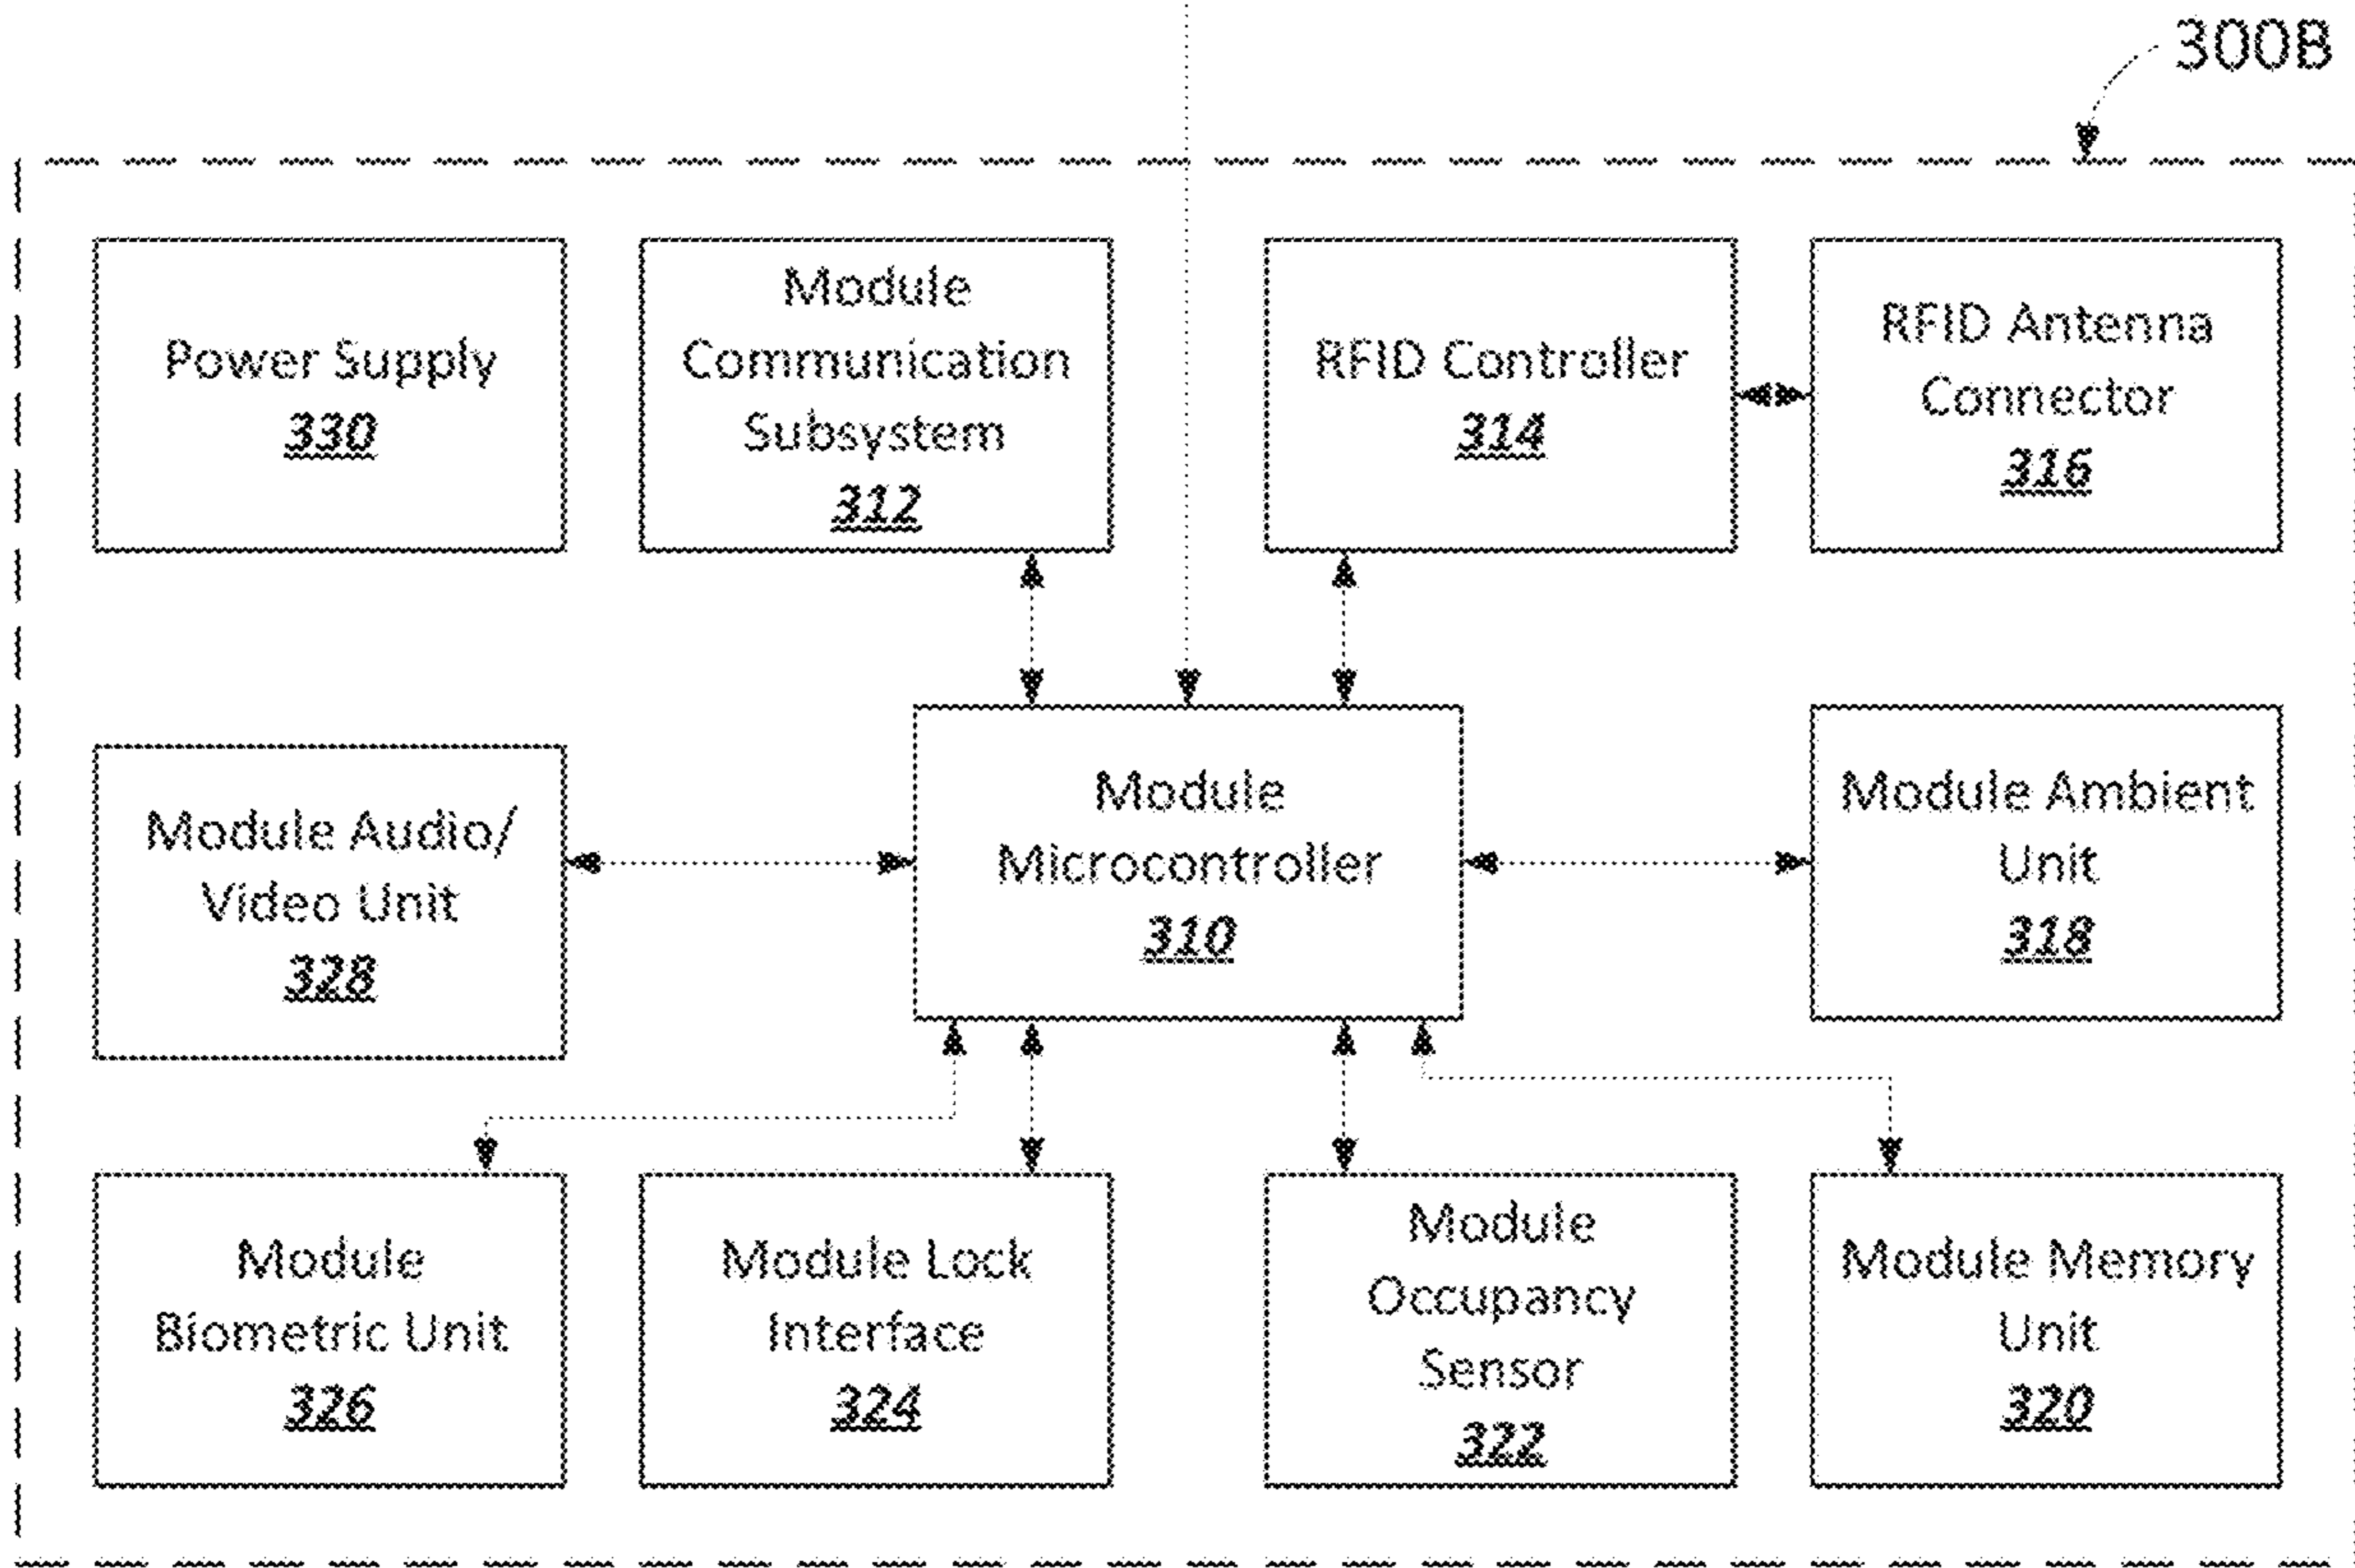 300B
Power Supply
330
Module
Communication
Subsystem
312
RFID Controller
314
RFID Antenna
Connector
316
Module Audio/
Video Unit
328
Module
Microcontroller
310
Module Ambient
Unit
318
Module
Biometric Unit
326
Module Lock
Interface
324
Module
Occupancy
Sensor
322
Module Memory
Unit
320